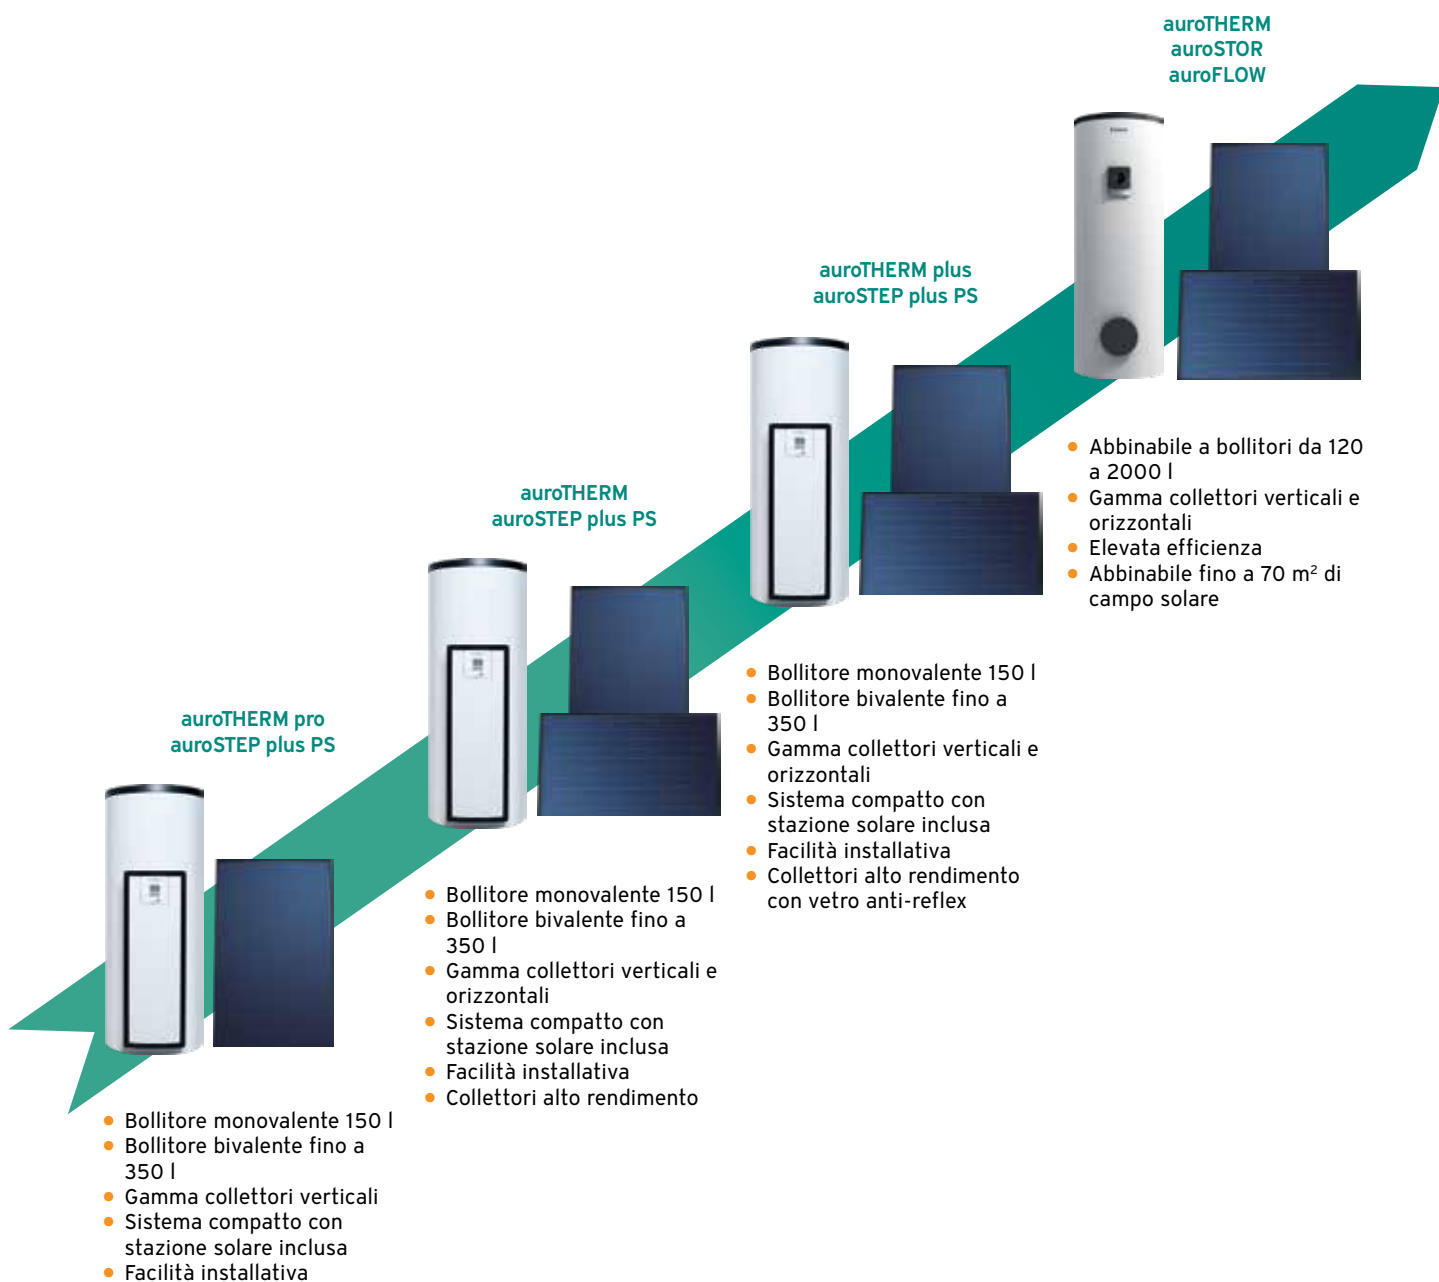 auroTHERM
auroSTOR
auroFLOW
auroTHERM plus
auroSTEP plus PS
auroTHERM
auroSTEP plus PS
auroTHERM pro
auroSTEP plus PS
• Abbinabile a bollitori da 120
a 2000 l
• Gamma collettori verticali e
orizzontali
• Elevata efficienza
• Abbinabile fino a 70 m² di
campo solare
• Bollitore monovalente 150 l
• Bollitore bivalente fino a
350 l
• Gamma collettori verticali e
orizzontali
• Sistema compatto con
stazione solare inclusa
• Facilità installativa
• Collettori alto rendimento
con vetro anti-reflex
• Bollitore monovalente 150 l
• Bollitore bivalente fino a
350 l
• Gamma collettori verticali e
orizzontali
• Sistema compatto con
stazione solare inclusa
• Facilità installativa
• Collettori alto rendimento
• Bollitore monovalente 150 l
• Bollitore bivalente fino a
350 l
• Gamma collettori verticali
• Sistema compatto con
stazione solare inclusa
• Facilità installativa